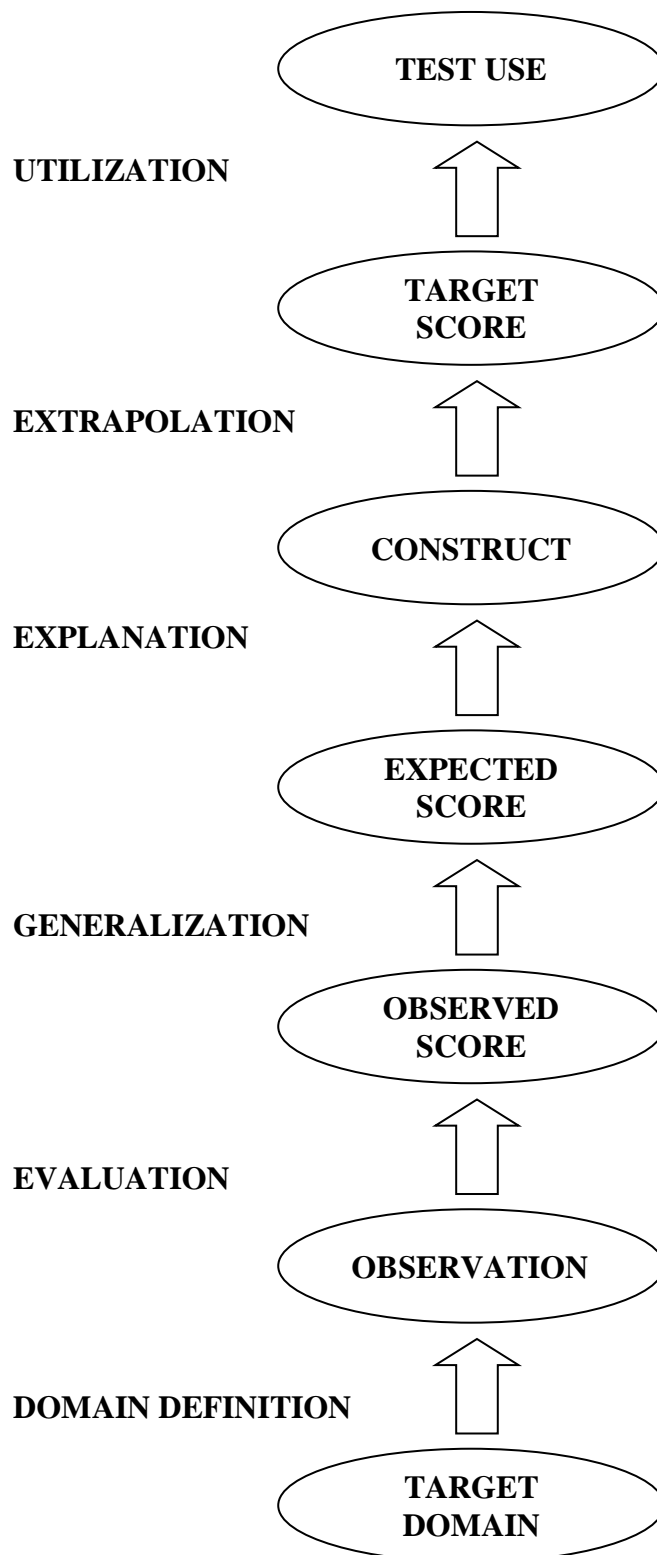 TEST USE
UTILIZATION
TARGET
SCORE
EXTRAPOLATION
CONSTRUCT
EXPLANATION
EXPECTED
SCORE
GENERALIZATION
OBSERVED
SCORE
EVALUATION
OBSERVATION
DOMAIN DEFINITION
TARGET
DOMAIN